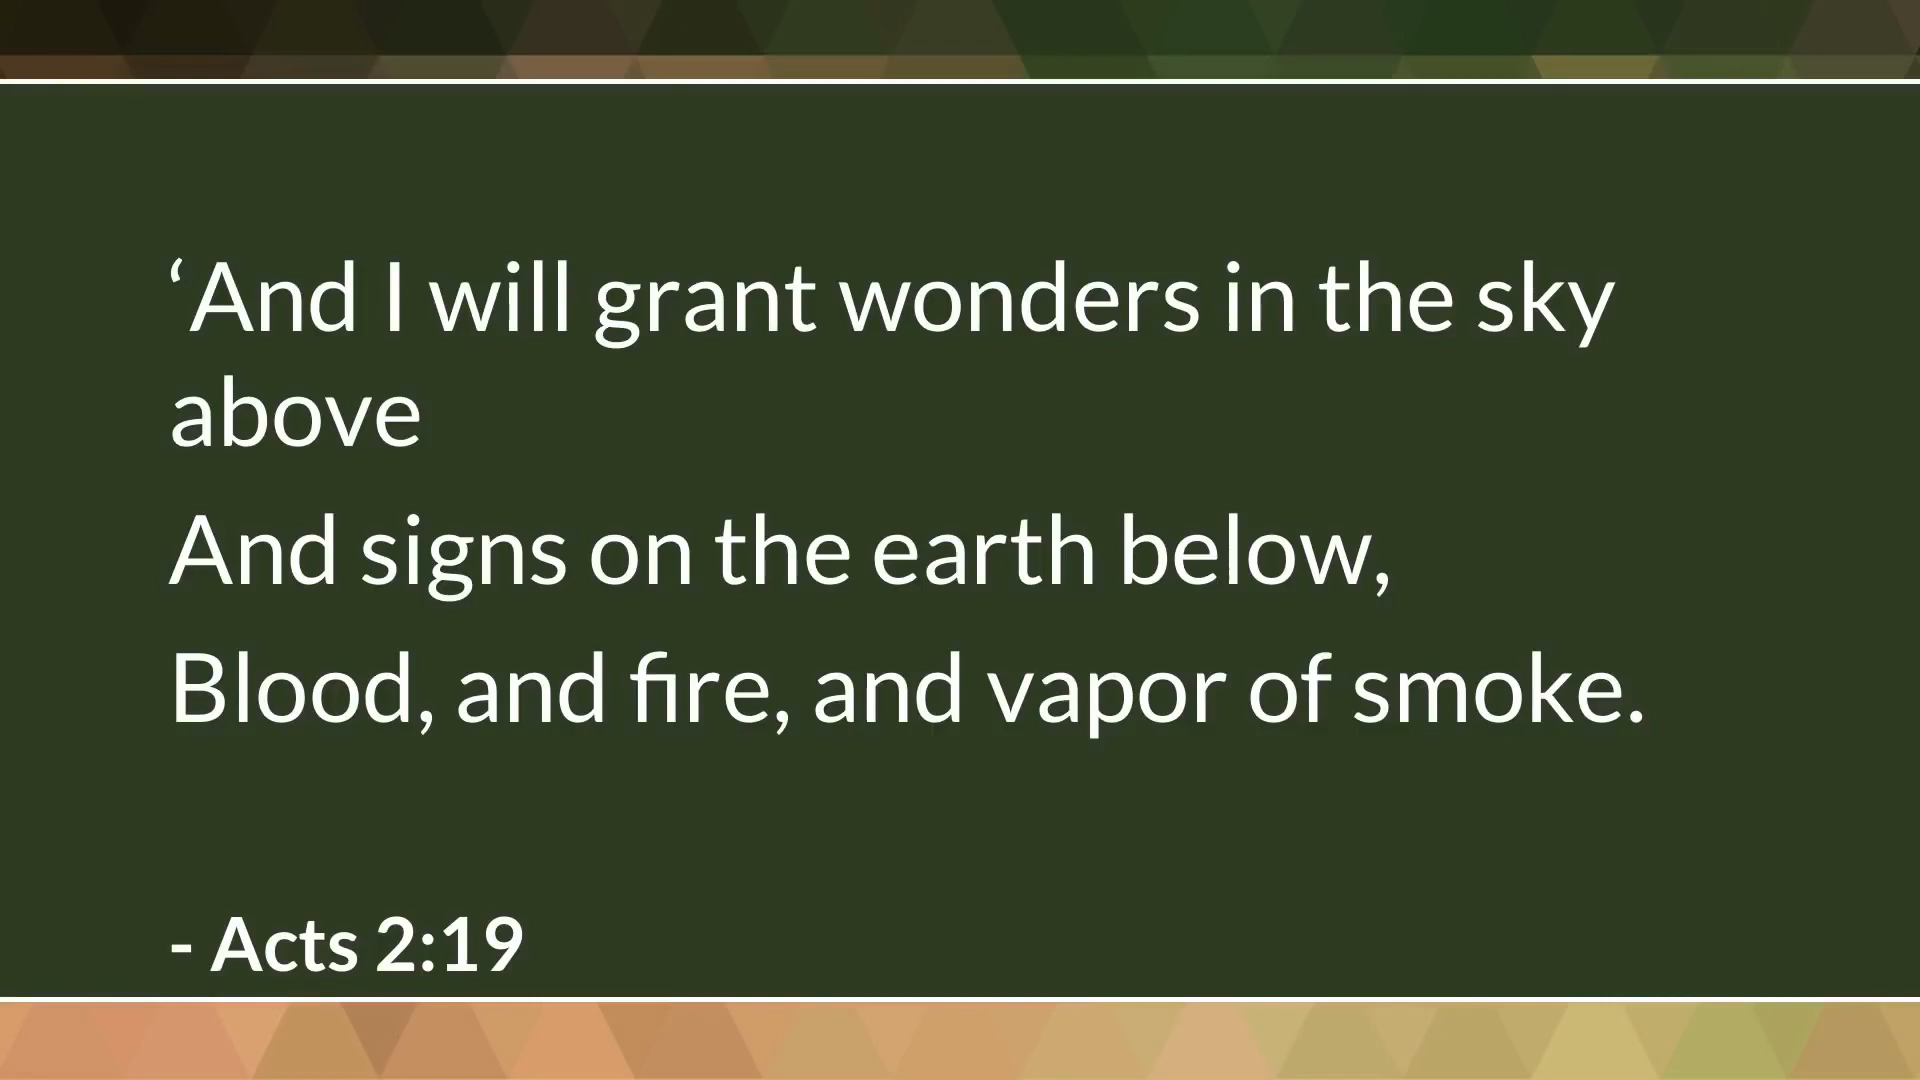 ‘And I will grant wonders in the sky
above
And signs on the earth below,
Blood, and fire, and vapor of smoke.
- Acts 2:19